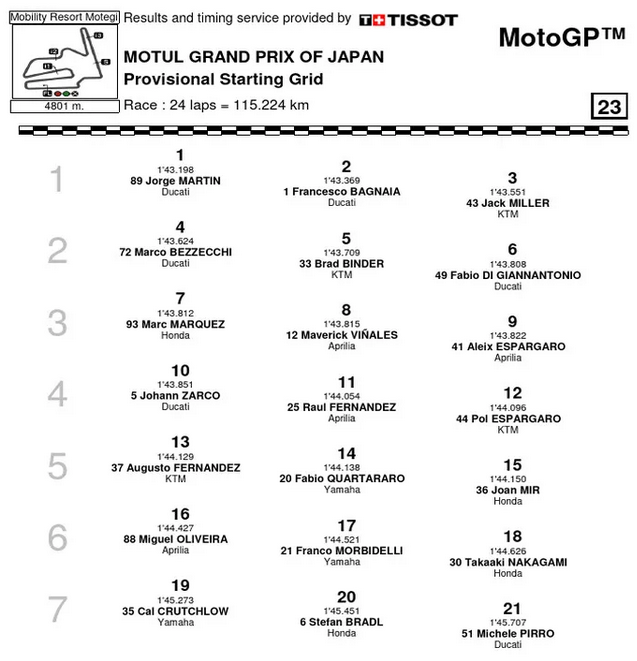 Mobility Resort Motegi
Results and timing service provided by TISSOT
MotoGP™
MOTUL GRAND PRIX OF JAPAN
Provisional Starting Grid
4801 m.
Race : 24 laps = 115.224 km
23
1
1
1'43.198
89 Jorge MARTIN
Ducati
2
1'43.369
1 Francesco BAGNAIA
Ducati
3
1'43.551
43 Jack MILLER
KTM
2
4
1'43.624
72 Marco BEZZECCHI
Ducati
5
1'43.709
33 Brad BINDER
KTM
6
1'43.808
49 Fabio DI GIANNANTONIO
Ducati
3
7
1'43.812
93 Marc MARQUEZ
Honda
8
1'43.815
12 Maverick VIÑALES
Aprilia
9
1'43.822
41 Aleix ESPARGARO
Aprilia
4
10
1'43.851
5 Johann ZARCO
Ducati
11
1'44.054
25 Raul FERNANDEZ
Aprilia
12
1'44.096
44 Pol ESPARGARO
KTM
5
13
1'44.129
37 Augusto FERNANDEZ
KTM
14
1'44.138
20 Fabio QUARTARARO
Yamaha
15
1'44.150
36 Joan MIR
Honda
6
16
1'44.427
88 Miguel OLIVEIRA
Aprilia
17
1'44.521
21 Franco MORBIDELLI
Yamaha
18
1'44.626
30 Takaaki NAKAGAMI
Honda
7
19
1'45.273
35 Cal CRUTCHLOW
Yamaha
20
1'45.451
6 Stefan BRADL
Honda
21
1'45.707
51 Michele PIRRO
Ducati